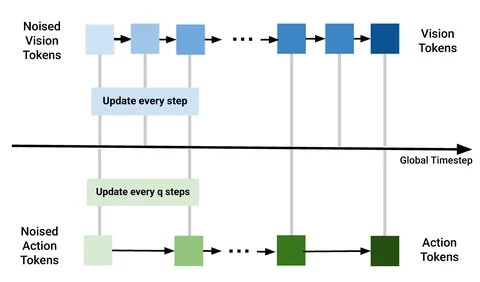 Noised
Vision
Tokens
...
Vision
Tokens
Update every step
Global Timestep
Update every q steps
Noised
Action
Tokens
...
Action
Tokens